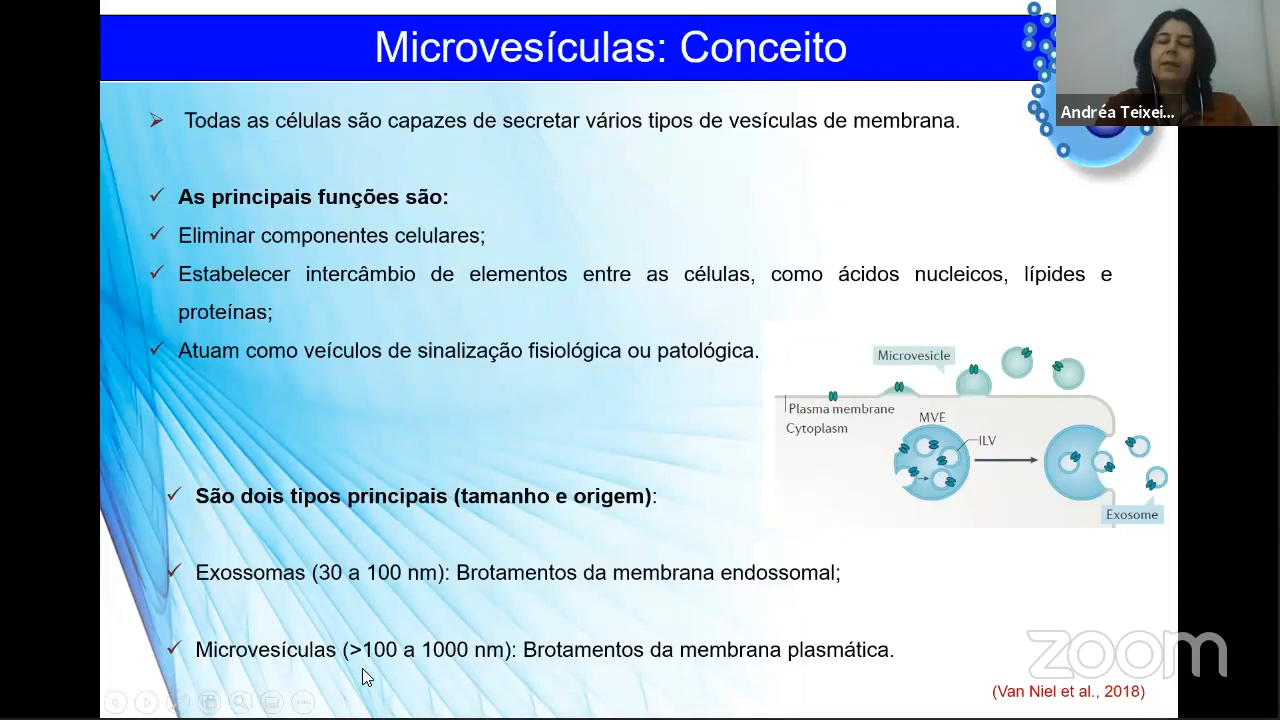 Microvesículas: Conceito
Andréa Teixei...
Todas as células são capazes de secretar vários tipos de vesículas de membrana.
As principais funções são:
Eliminar componentes celulares;
Estabelecer intercâmbio de elementos entre as células, como ácidos nucleicos, lípides e
proteínas;
Atuam como veículos de sinalização fisiológica ou patológica.
Microvesicle
Plasma membrane
Cytoplasm
MVE
ILV
Exosome
São dois tipos principais (tamanho e origem):
Exossomas (30 a 100 nm): Brotamentos da membrana endossomal;
Microvesículas (>100 a 1000 nm): Brotamentos da membrana plasmática.
zoom
(Van Niel et al., 2018)